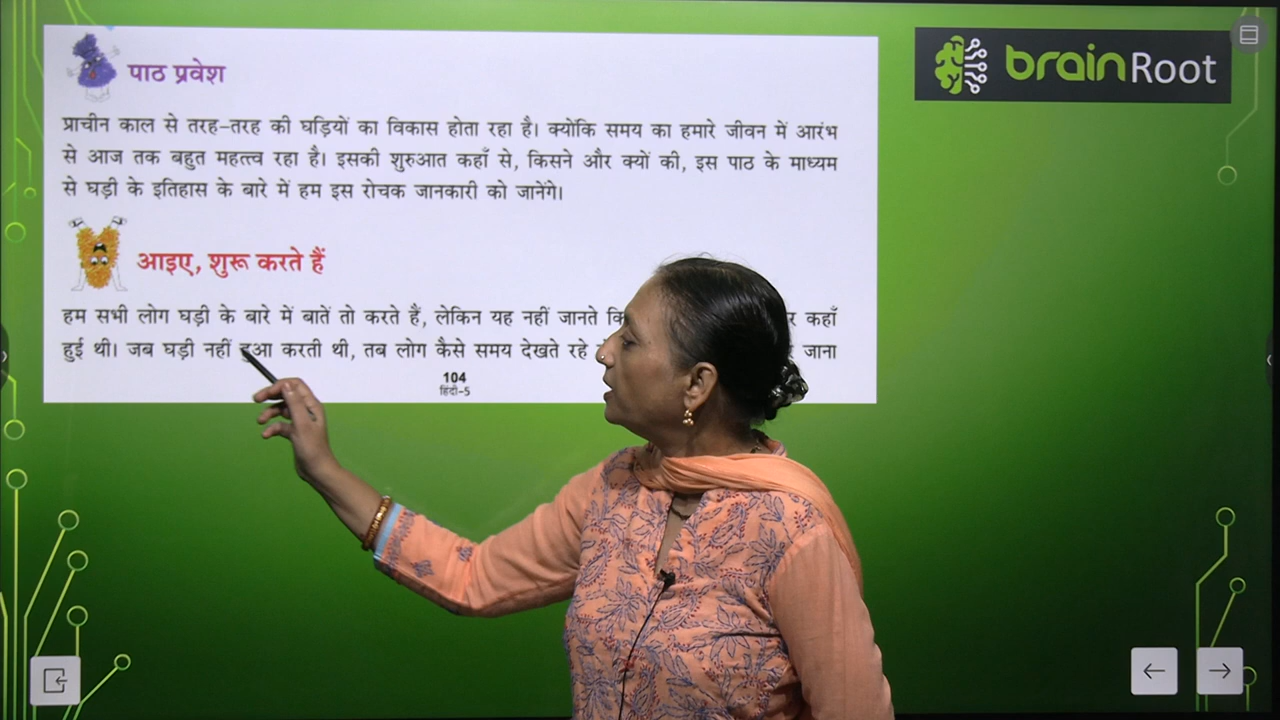 पाठ प्रवेश
brainRoot
प्राचीन काल से तरह-तरह की घड़ियों का विकास होता रहा है। क्योंकि समय का हमारे जीवन में आरंभ
से आज तक बहुत महत्त्व रहा है। इसकी शुरुआत कहाँ से, किसने और क्यों की, इस पाठ के माध्यम
से घड़ी के इतिहास के बारे में हम इस रोचक जानकारी को जानेंगे।
आइए, शुरू करते हैं
हम सभी लोग घड़ी के बारे में बातें तो करते हैं, लेकिन यह नहीं जानते कि कहाँ
हुई थी। जब घड़ी नहीं हुआ करती थी, तब लोग कैसे समय देखते रहे जाना
104
हिंदी-5